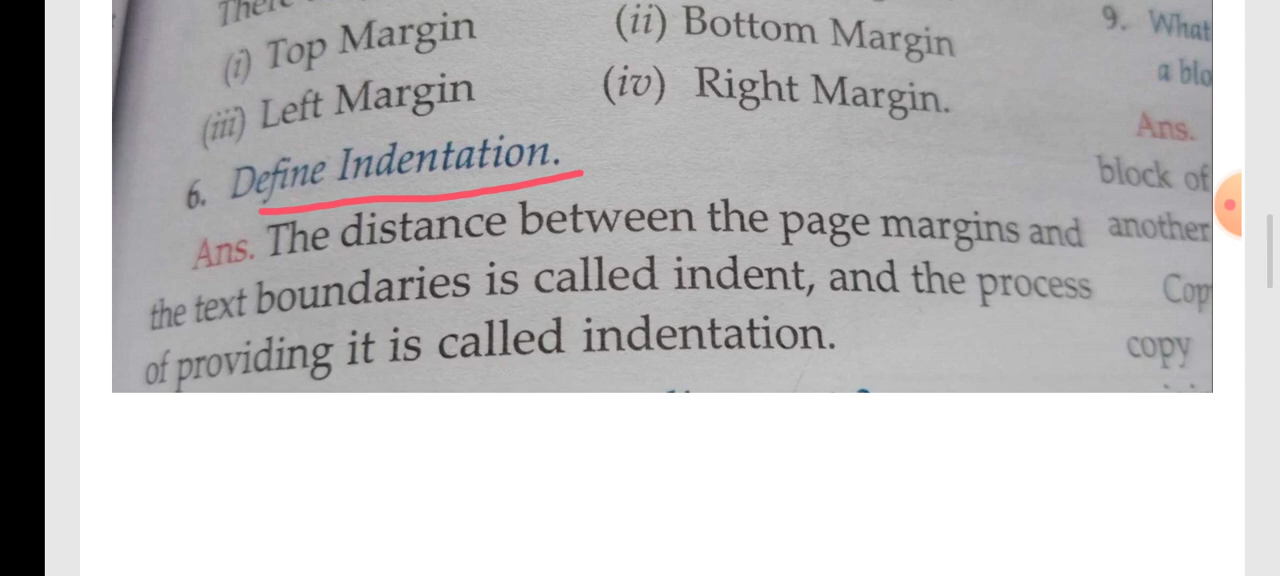 (i) Top Margin (ii) Bottom Margin
(iii) Left Margin (iv) Right Margin.
6. Define Indentation.
Ans. The distance between the page margins and
the text boundaries is called indent, and the process
of providing it is called indentation.
9. What
a blo
Ans.
block of
another
Cop
copy